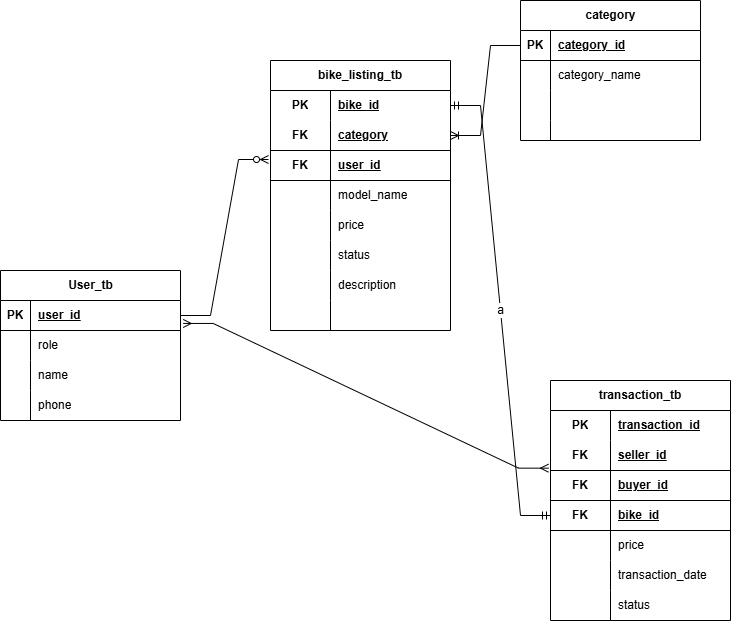 category
PK category_id
category_name
bike_listing_tb
PK bike_id
FK category
FK user_id
model_name
price
status
description
User_tb
PK user_id
role
name
phone
a
transaction_tb
PK transaction_id
FK seller_id
FK buyer_id
FK bike_id
price
transaction_date
status